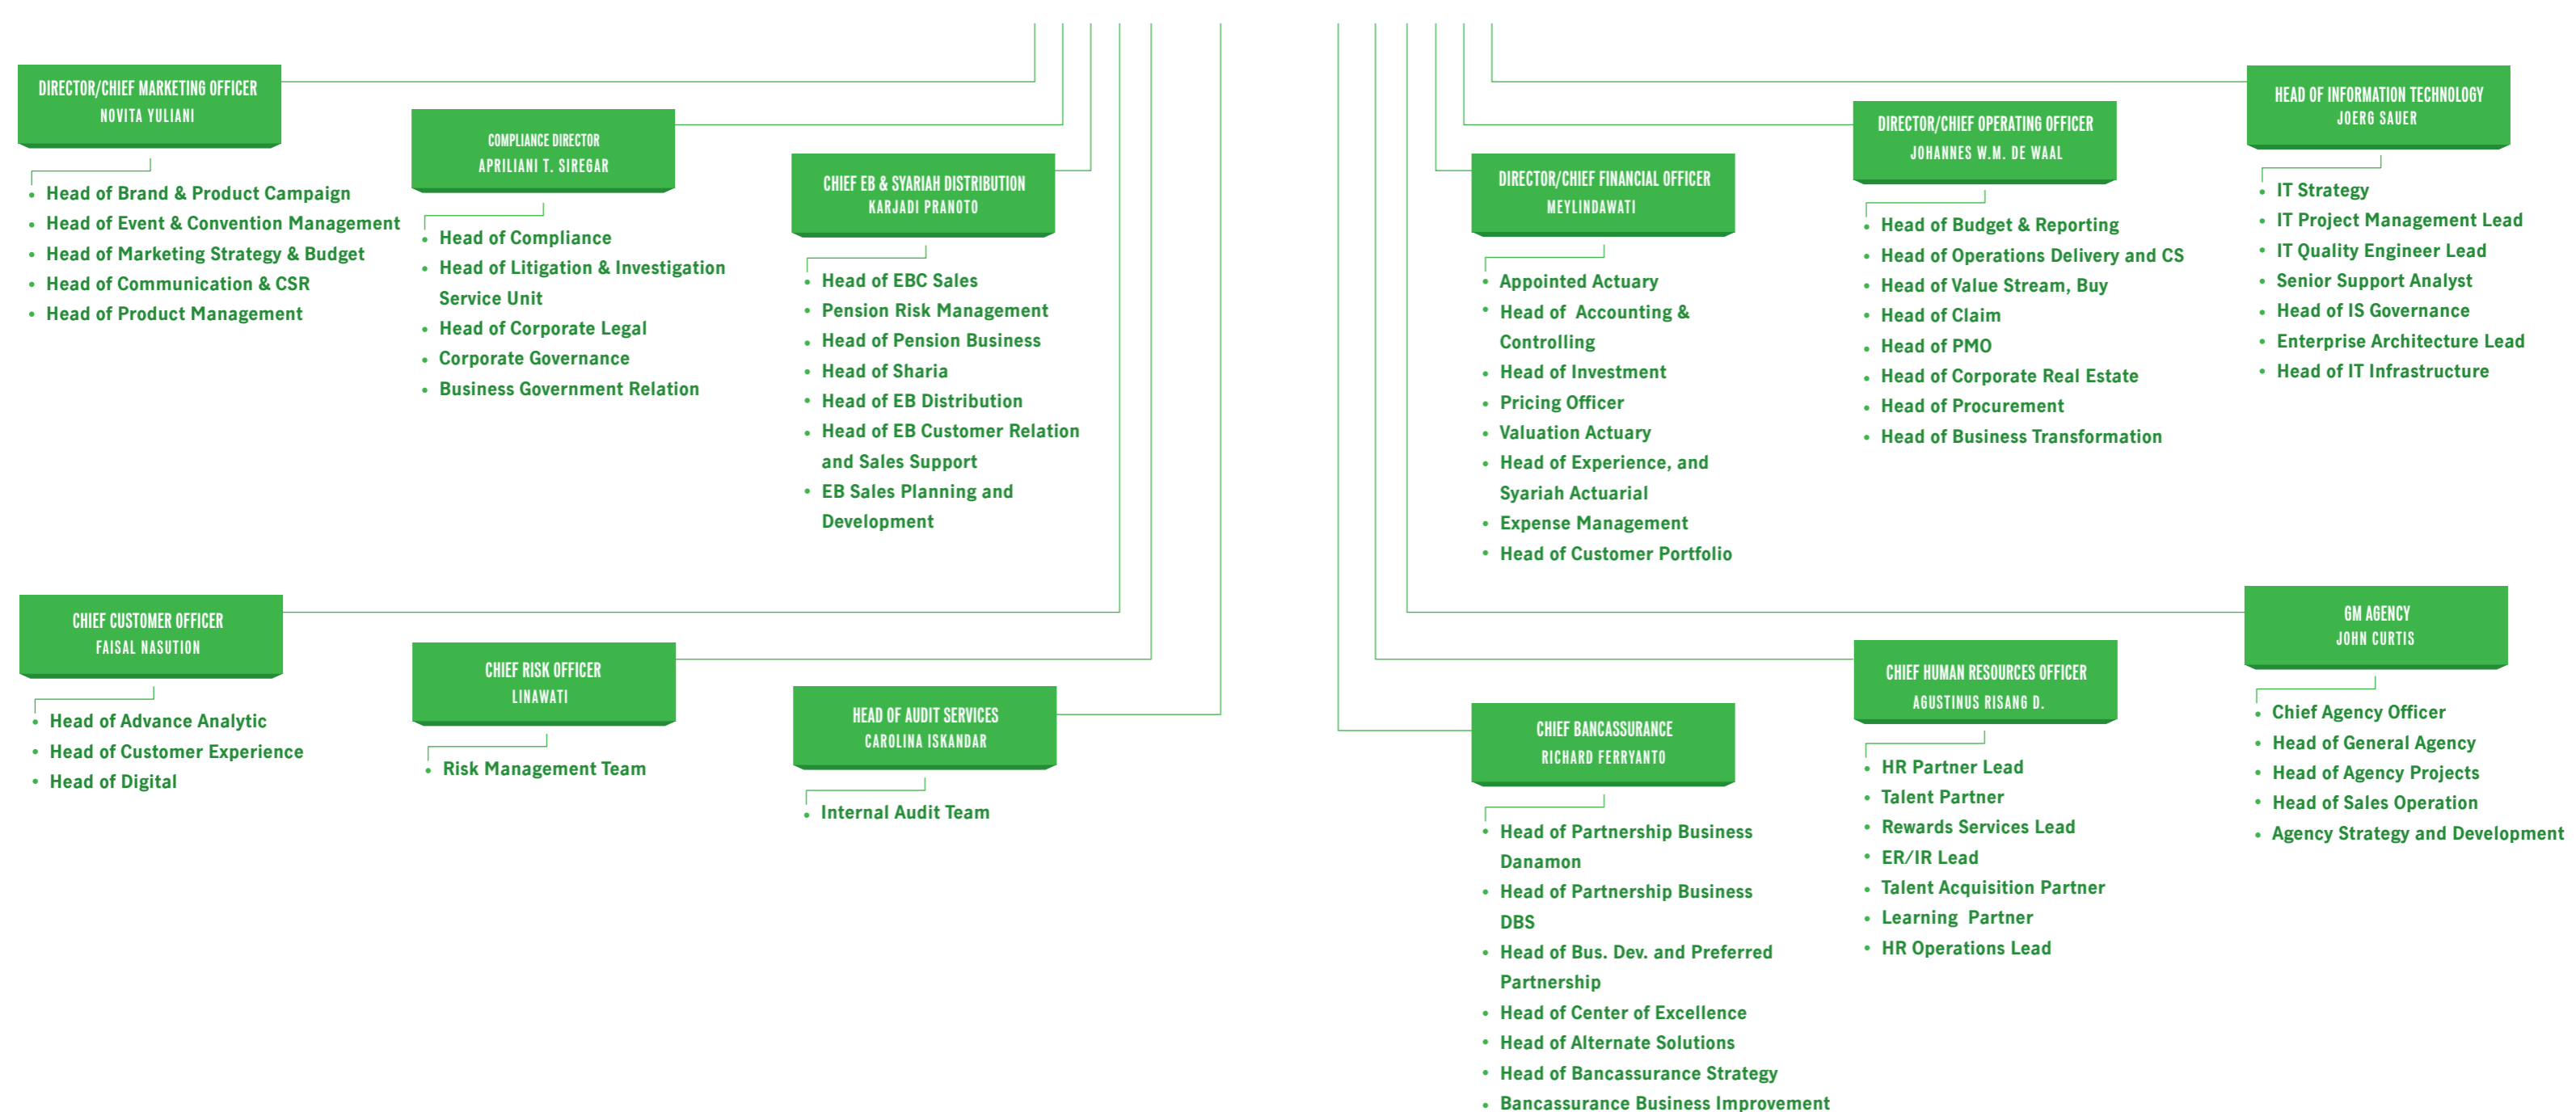 DIRECTOR/CHIEF MARKETING OFFICER
NOVITA YULIANI
• Head of Brand & Product Campaign
• Head of Event & Convention Management
• Head of Marketing Strategy & Budget
• Head of Communication & CSR
• Head of Product Management
COMPLIANCE DIRECTOR
APRILIANI T. SIREGAR
• Head of Compliance
• Head of Litigation & Investigation
Service Unit
• Head of Corporate Legal
• Corporate Governance
• Business Government Relation
CHIEF EB & SYARIAH DISTRIBUTION
KARJADI PRANOTO
• Head of EBC Sales
• Pension Risk Management
• Head of Pension Business
• Head of Sharia
• Head of EB Distribution
• Head of EB Customer Relation
and Sales Support
• EB Sales Planning and
Development
DIRECTOR/CHIEF FINANCIAL OFFICER
MEYLINDAWATI
• Appointed Actuary
• Head of Accounting &
Controlling
• Head of Investment
• Pricing Officer
• Valuation Actuary
• Head of Experience, and
Syariah Actuarial
• Expense Management
• Head of Customer Portfolio
DIRECTOR/CHIEF OPERATING OFFICER
JOHANNES W.M. DE WAAL
• Head of Budget & Reporting
• Head of Operations Delivery and CS
• Head of Value Stream, Buy
• Head of Claim
• Head of PMO
• Head of Corporate Real Estate
• Head of Procurement
• Head of Business Transformation
HEAD OF INFORMATION TECHNOLOGY
JOERG SAUER
• IT Strategy
• IT Project Management Lead
• IT Quality Engineer Lead
• Senior Support Analyst
• Head of IS Governance
• Enterprise Architecture Lead
• Head of IT Infrastructure
CHIEF CUSTOMER OFFICER
FAISAL NASUTION
• Head of Advance Analytic
• Head of Customer Experience
• Head of Digital
CHIEF RISK OFFICER
LINAWATI
• Risk Management Team
HEAD OF AUDIT SERVICES
CAROLINA ISKANDAR
• Internal Audit Team
CHIEF BANCASSURANCE
RICHARD FERRYANTO
• Head of Partnership Business
Danamon
• Head of Partnership Business
DBS
• Head of Bus. Dev. and Preferred
Partnership
• Head of Center of Excellence
• Head of Alternate Solutions
• Head of Bancassurance Strategy
• Bancassurance Business Improvement
CHIEF HUMAN RESOURCES OFFICER
AGUSTINUS RISANG D.
• HR Partner Lead
• Talent Partner
• Rewards Services Lead
• ER/IR Lead
• Talent Acquisition Partner
• Learning Partner
• HR Operations Lead
GM AGENCY
JOHN CURTIS
• Chief Agency Officer
• Head of General Agency
• Head of Agency Projects
• Head of Sales Operation
• Agency Strategy and Development